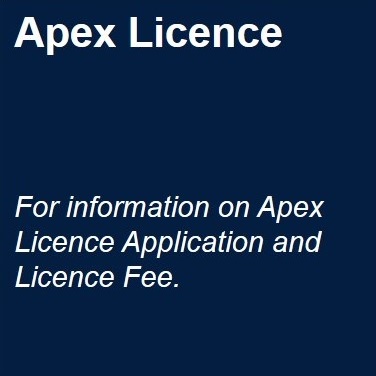 Apex Licence
For information on Apex
Licence Application and
Licence Fee.